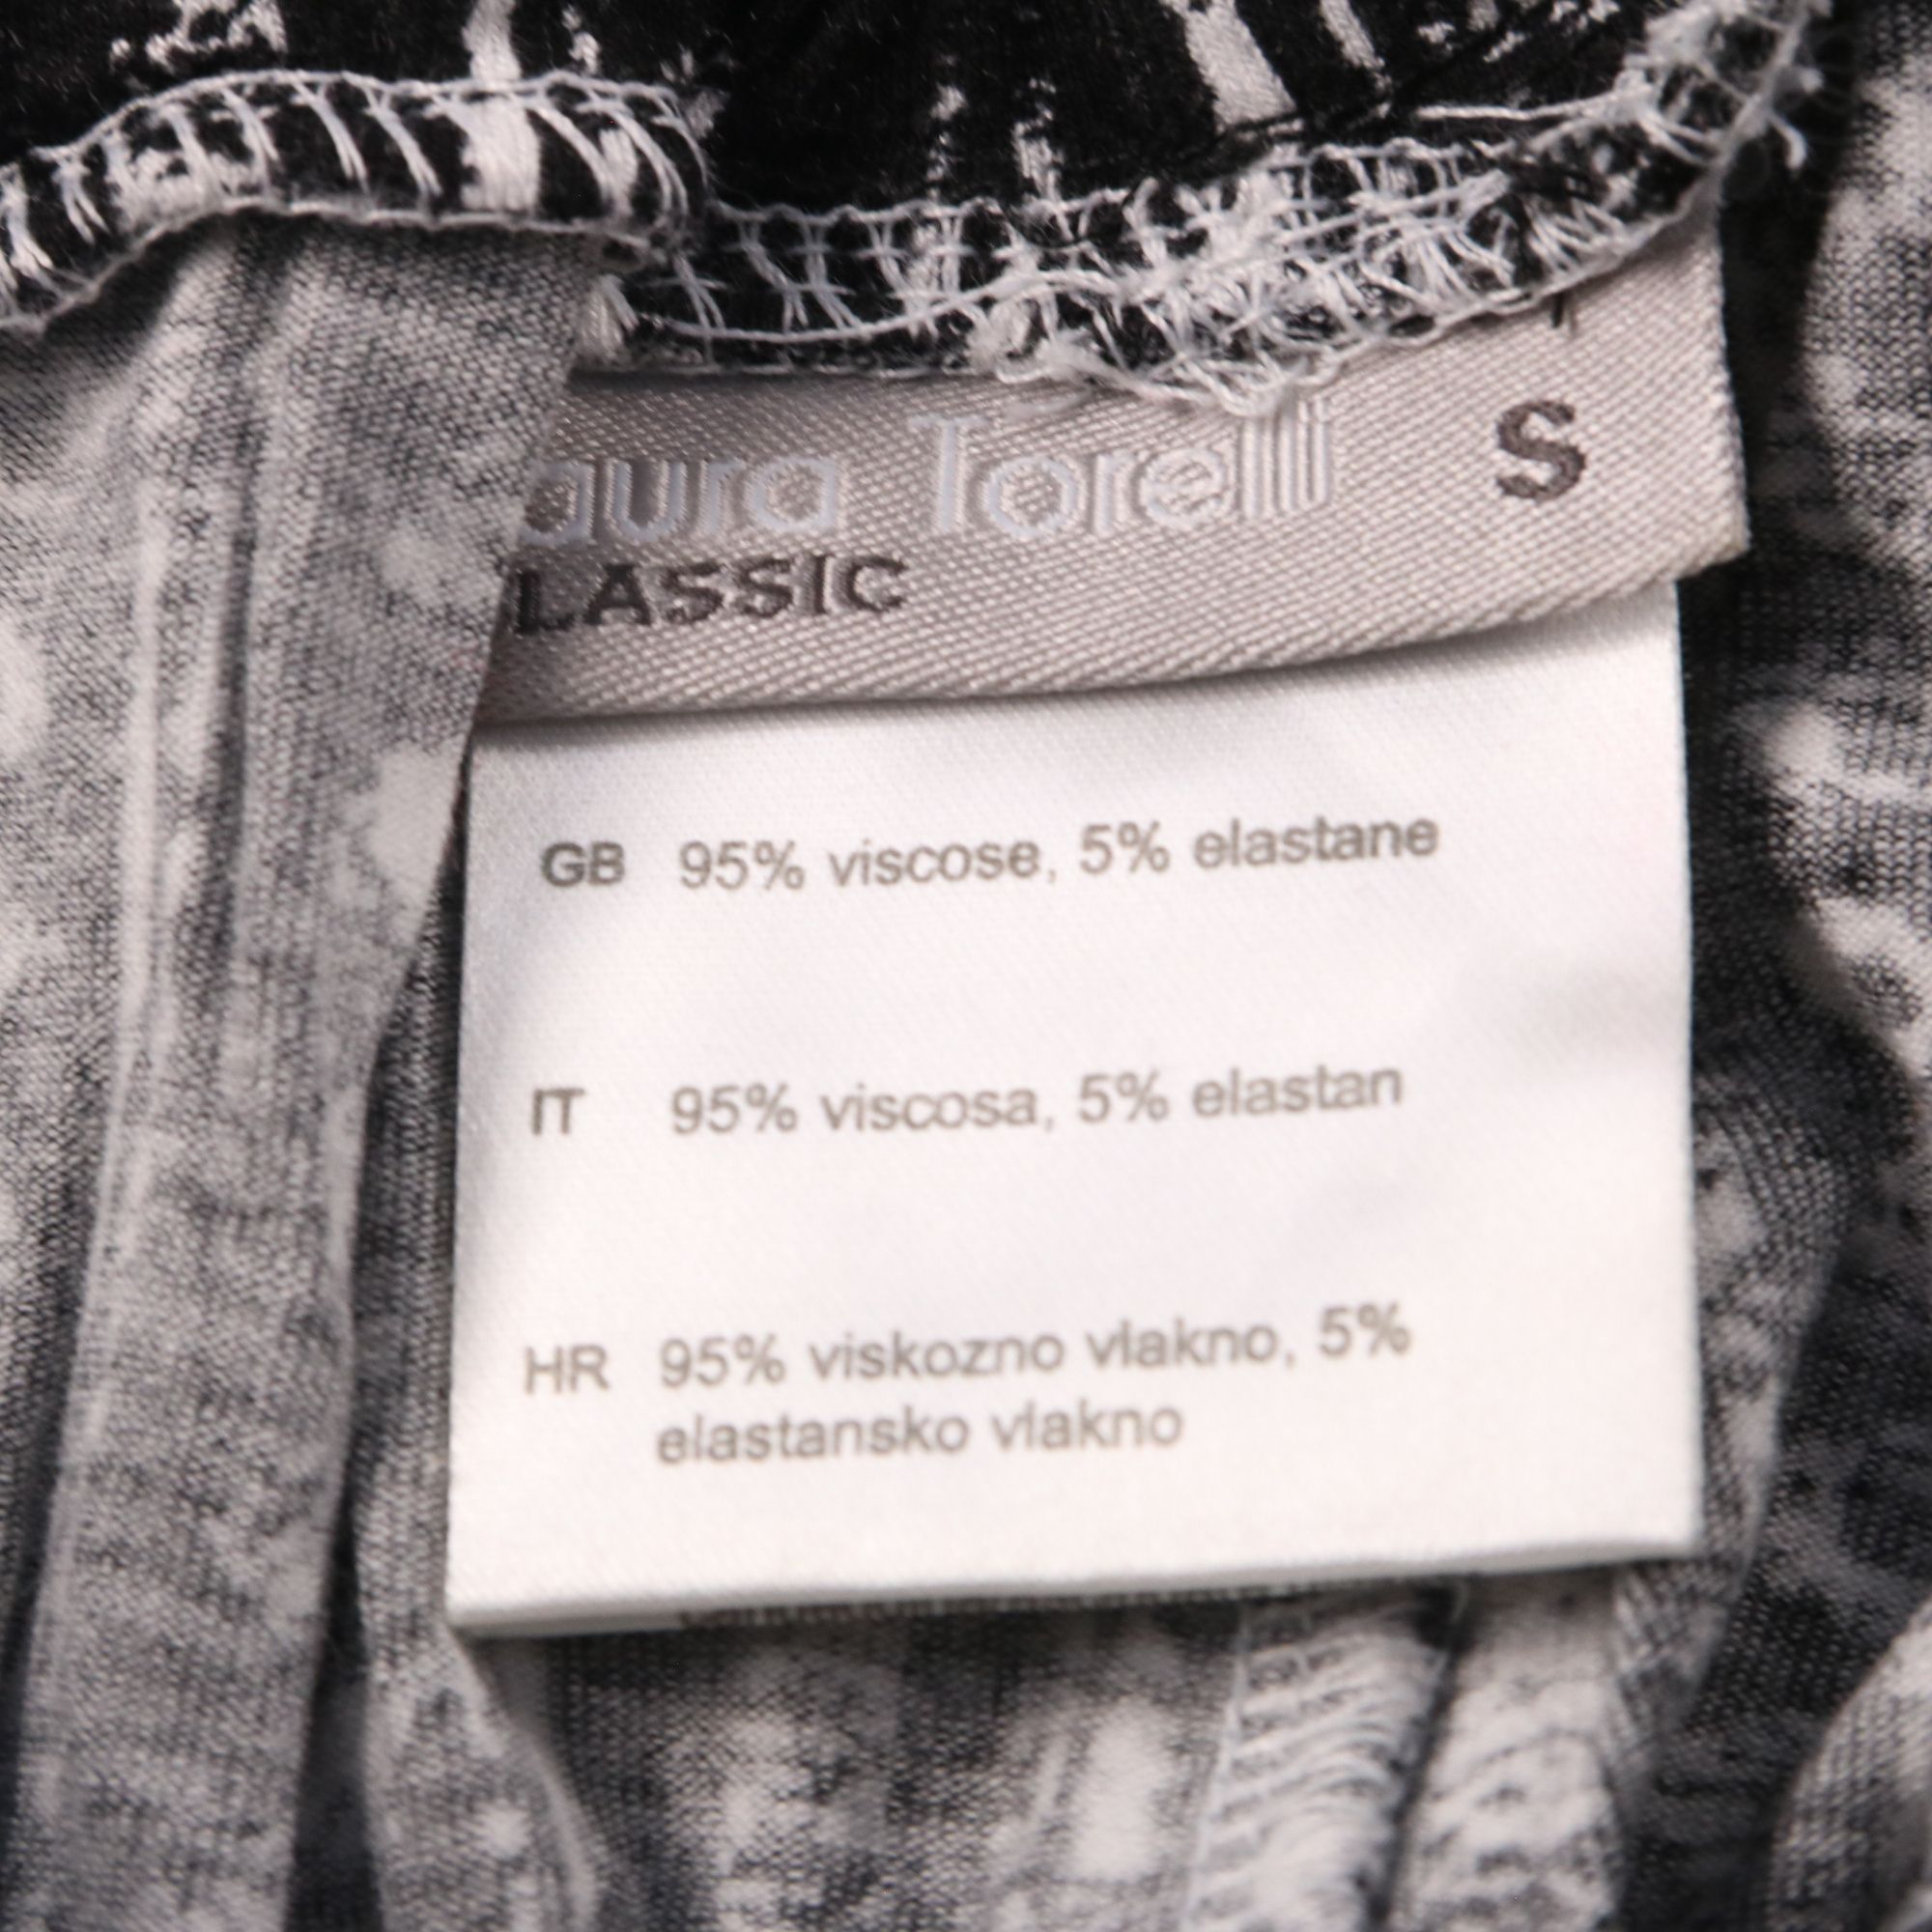 aura Torelli S
LASSIC
GB 95% viscose, 5% elastane
IT 95% viscosa, 5% elastan
HR 95% viskozno vlakno, 5%
elastansko vlakno